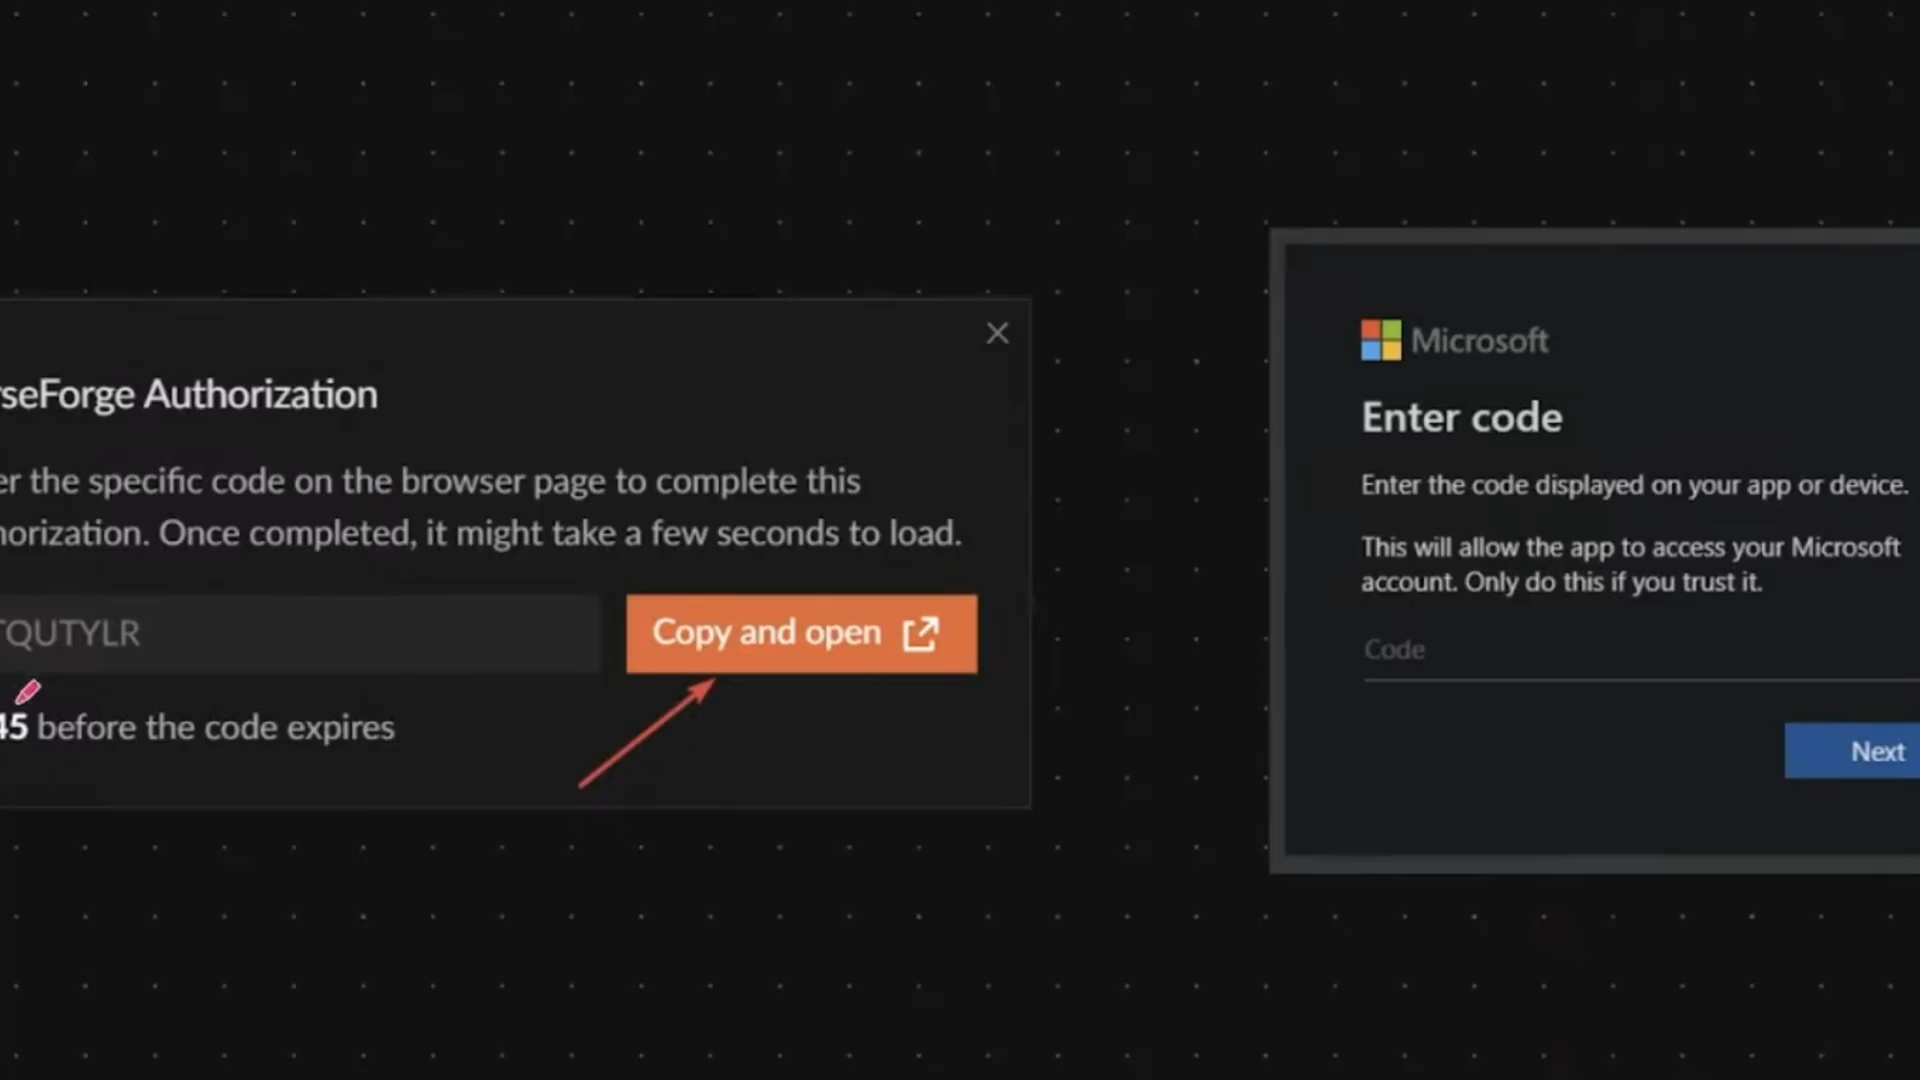 rseForge Authorization
er the specific code on the browser page to complete this
horization. Once completed, it might take a few seconds to load.
TQUTYLR
Copy and open
45 before the code expires
Microsoft
Enter code
Enter the code displayed on your app or device.
This will allow the app to access your Microsoft
account. Only do this if you trust it.
Code
Next